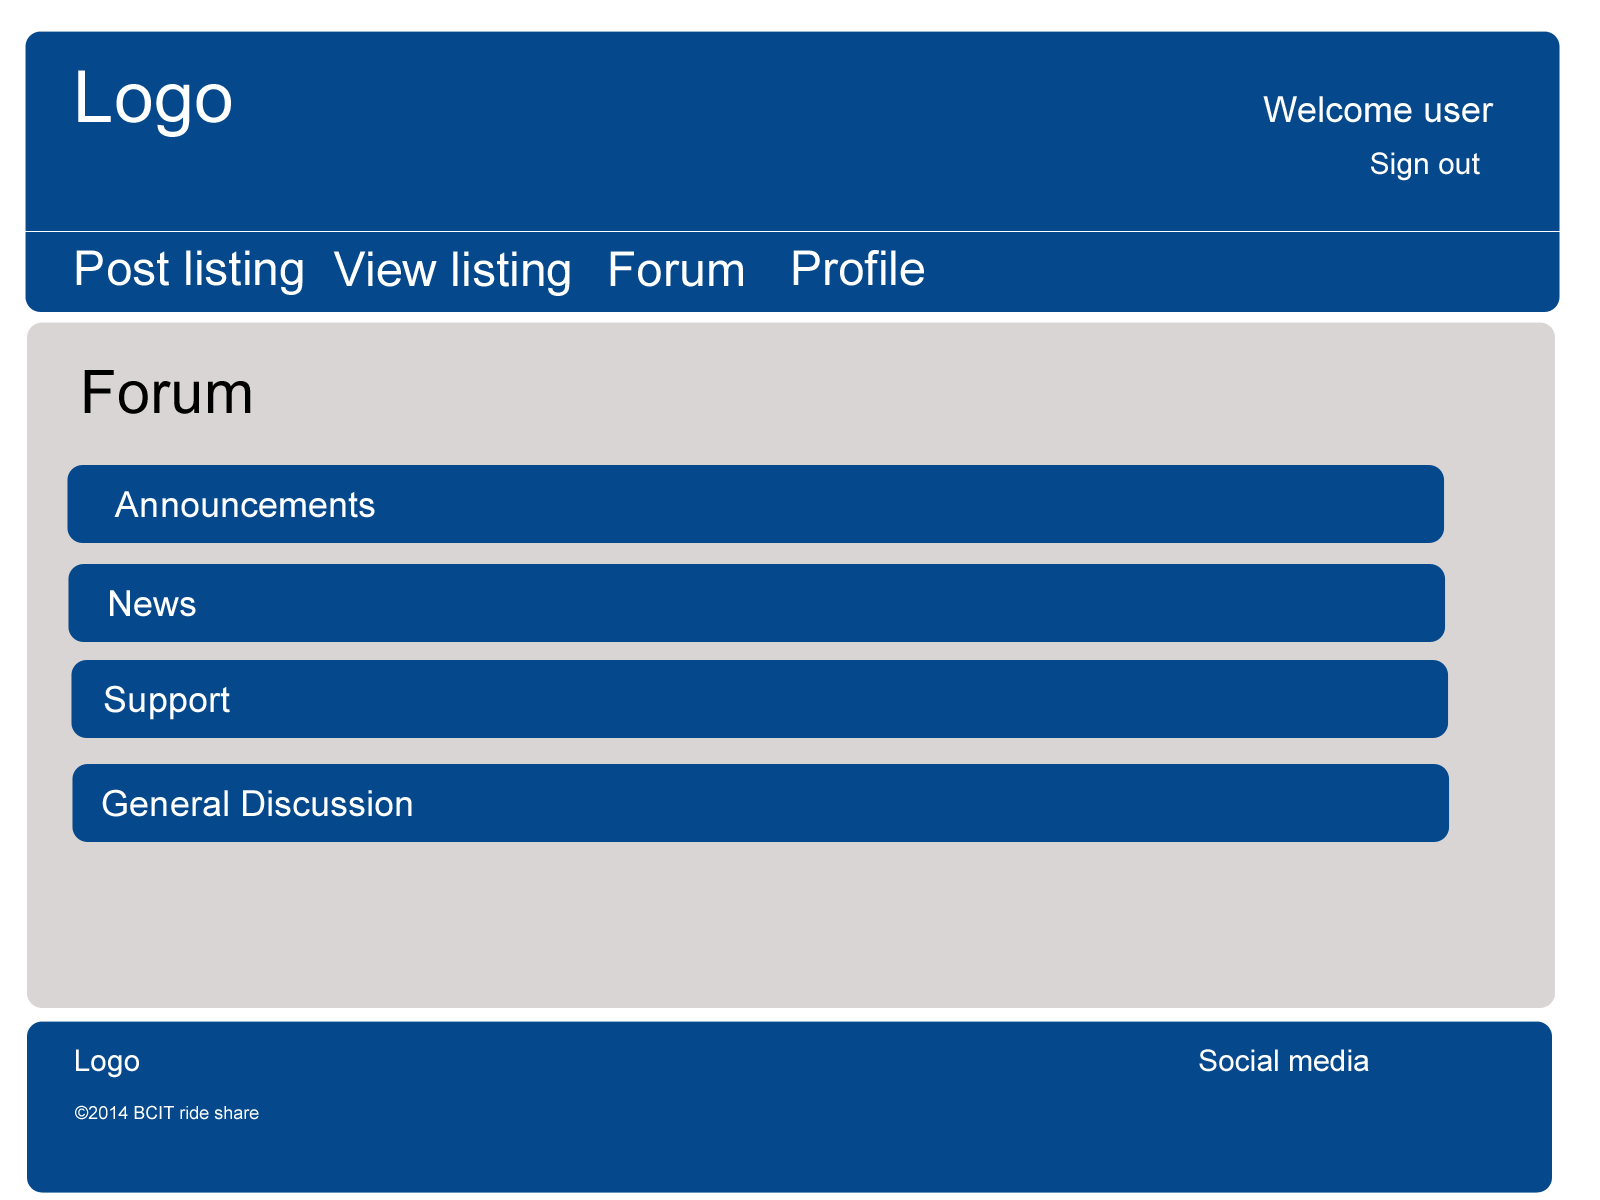 Logo
Welcome user
Sign out
Post listing View listing Forum Profile
Forum
Announcements
News
Support
General Discussion
Logo
Social media
©2014 BCIT ride share